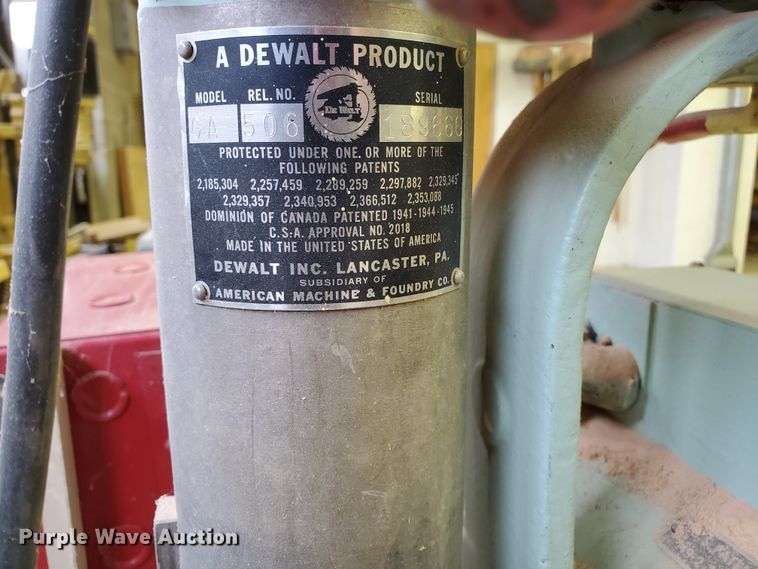 A DEWALT PRODUCT
MODEL REL. NO. SERIAL
DE WALT
GA 506 189660
PROTECTED UNDER ONE, OR MORE OF THE
FOLLOWING PATENTS
2,185,304 2,257,459 2,289,259 2,297,882 2,329,345
2,329,357 2,340,953 2,366,512 2,353,088
DOMINION OF CANADA PATENTED 1941-1944-1945
C.S.A. APPROVAL NO. 2018
MADE IN THE UNITED STATES OF AMERICA
DEWALT INC. LANCASTER, PA.
SUBSIDIARY OF
AMERICAN MACHINE & FOUNDRY CO.
Purple Wave Auction